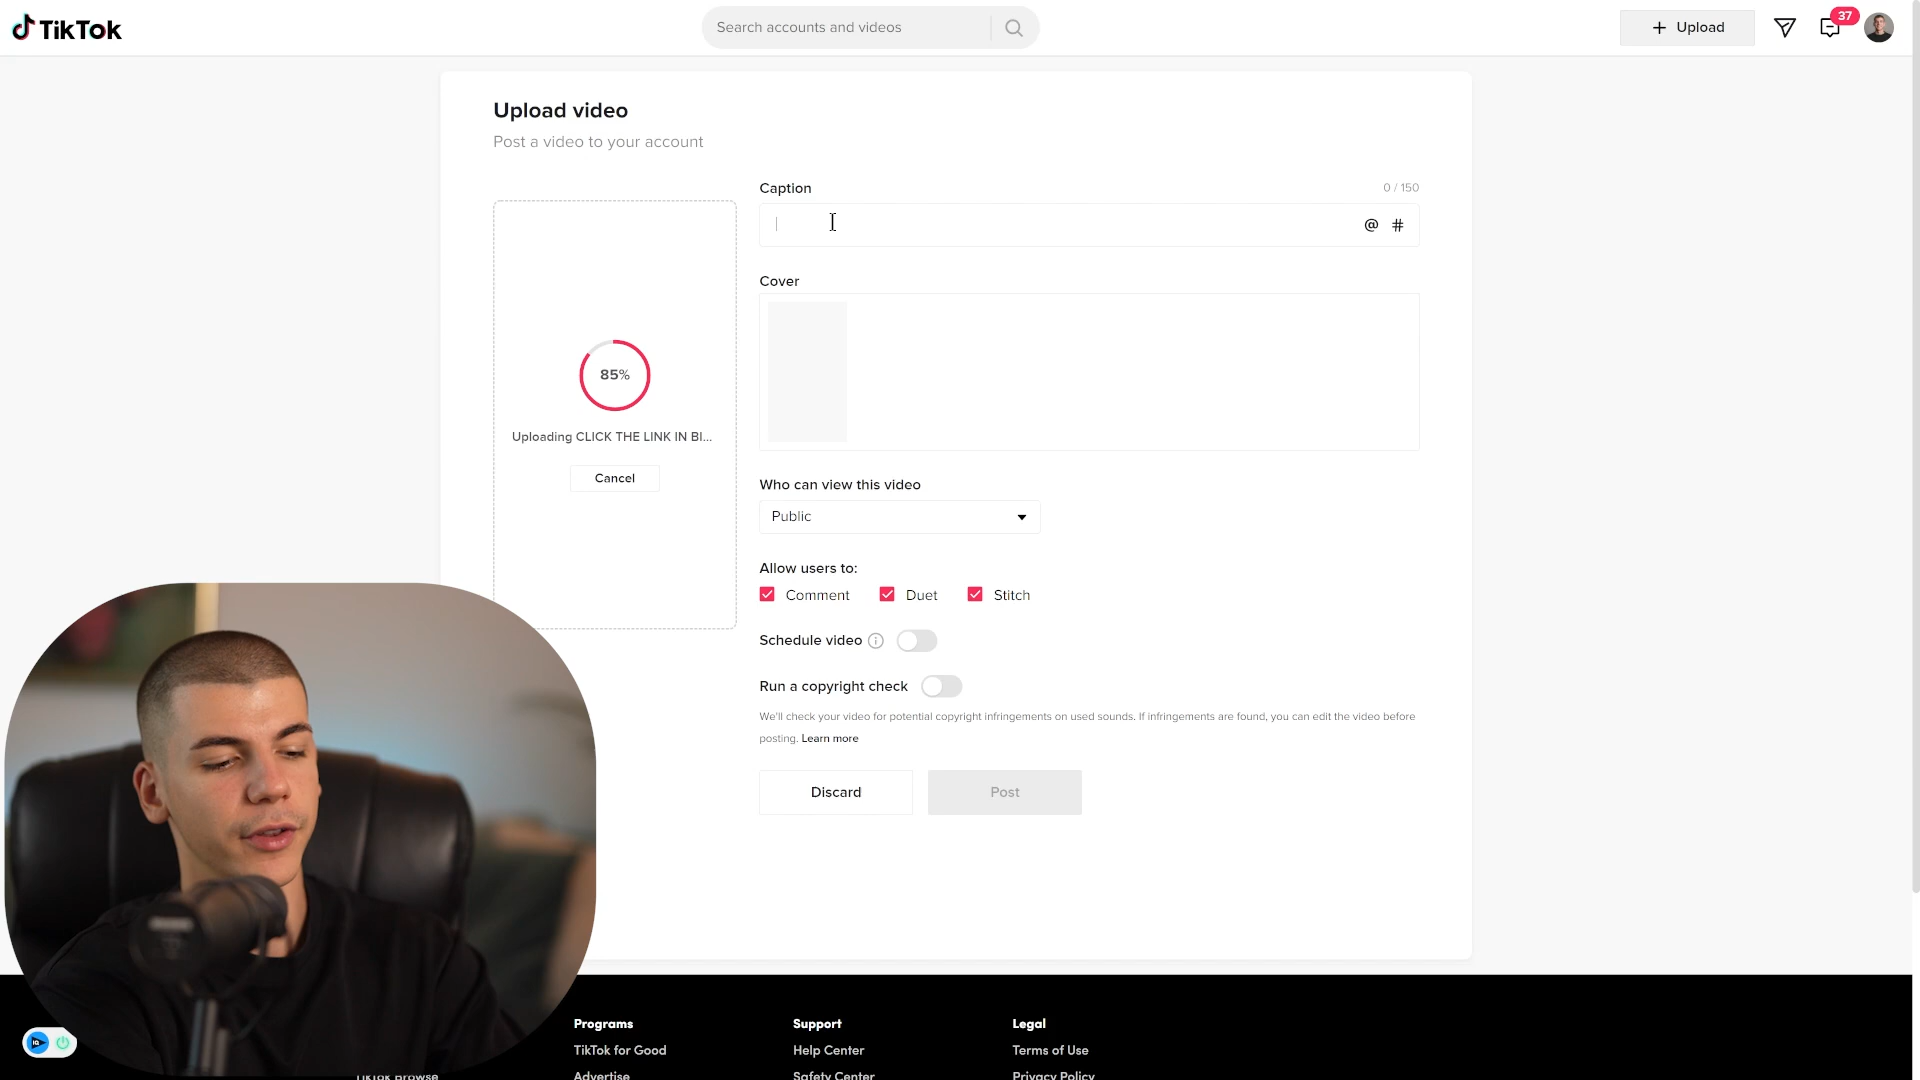 TikTok
Search accounts and videos
+ Upload
37
Upload video
Post a video to your account
Caption
0 / 150
@ #
85%
Uploading CLICK THE LINK IN BI...
Cancel
Cover
Who can view this video
Public
Allow users to:
Comment
Duet
Stitch
Schedule video
Run a copyright check
We'll check your video for potential copyright infringements on used sounds. If infringements are found, you can edit the video before
posting. Learn more
Discard
Post
Programs
Support
Legal
TikTok for Good
Help Center
Terms of Use
TikTok Browse
Advertise
Safety Center
Privacy Policy